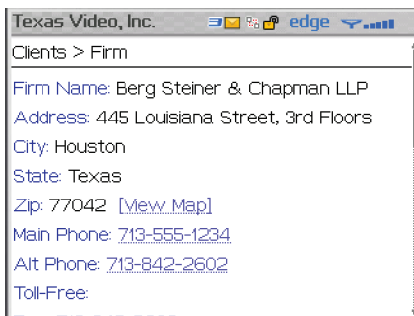 Texas Video, Inc. edge
Clients > Firm
Firm Name: Berg Steiner & Chapman LLP
Address: 445 Louisiana Street, 3rd Floors
City: Houston
State: Texas
Zip: 77042 [View Map]
Main Phone: 713-555-1234
Alt Phone: 713-842-2602
Toll-Free: